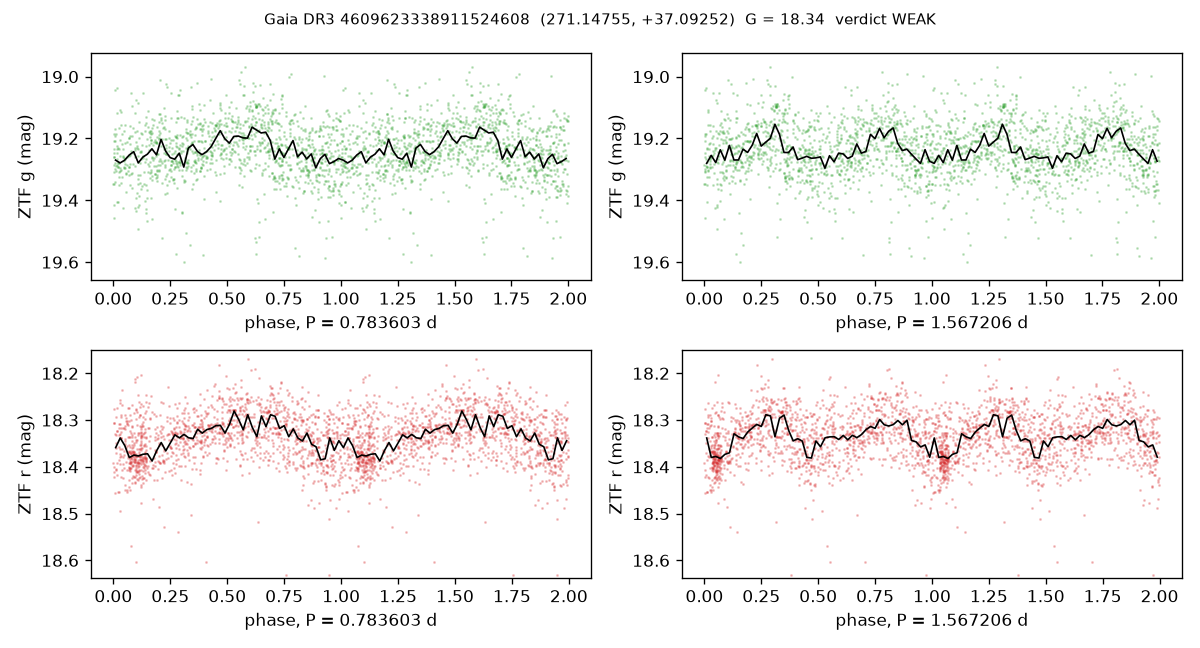 Gaia DR3 4609623338911524608 (271.14755, +37.09252) G = 18.34 verdict WEAK
ZTF g (mag)
19.0
19.2
19.4
19.6
0.00 0.25 0.50 0.75 1.00 1.25 1.50 1.75 2.00
phase, P = 0.783603 d
ZTF g (mag)
19.0
19.2
19.4
19.6
0.00 0.25 0.50 0.75 1.00 1.25 1.50 1.75 2.00
phase, P = 1.567206 d
ZTF r (mag)
18.2
18.3
18.4
18.5
18.6
0.00 0.25 0.50 0.75 1.00 1.25 1.50 1.75 2.00
phase, P = 0.783603 d
ZTF r (mag)
18.2
18.3
18.4
18.5
18.6
0.00 0.25 0.50 0.75 1.00 1.25 1.50 1.75 2.00
phase, P = 1.567206 d